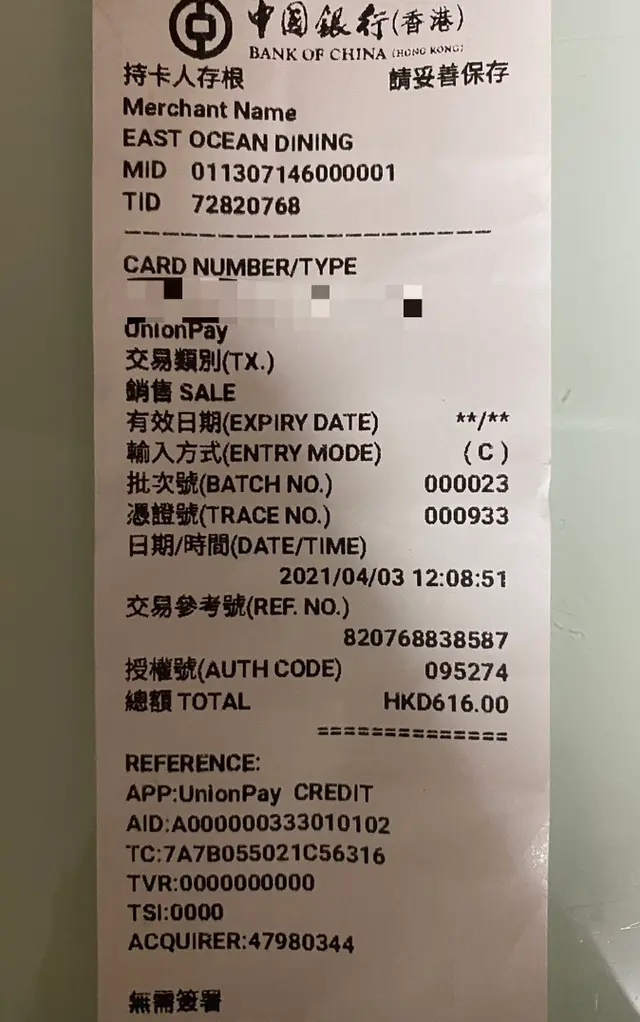 中國銀行(香港)
BANK OF CHINA (HONG KONG)
持卡人存根 請妥善保存
Merchant Name
EAST OCEAN DINING
MID 011307146000001
TID 72820768
CARD NUMBER/TYPE
UnionPay
交易類別(TX.)
銷售 SALE
有效日期(EXPIRY DATE) **/**
輸入方式(ENTRY MODE) (C)
批次號(BATCH NO.) 000023
憑證號(TRACE NO.) 000933
日期/時間(DATE/TIME)
2021/04/03 12:08:51
交易參考號(REF. NO.)
820768838587
授權號(AUTH CODE) 095274
總額 TOTAL HKD616.00
==============
REFERENCE:
APP:UnionPay CREDIT
AID:A000000333010102
TC:7A7B055021C56316
TVR:0000000000
TSI:0000
ACQUIRER:47980344
無需簽署